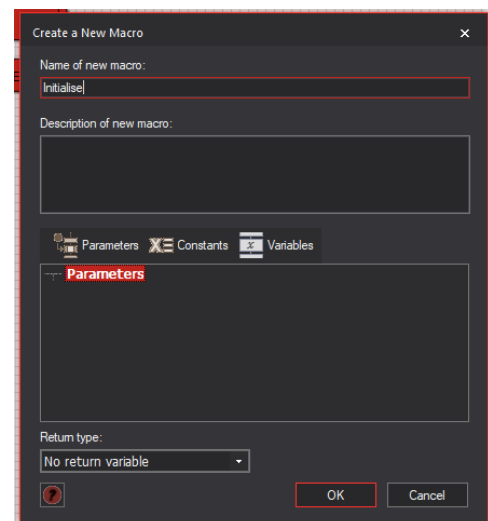 Create a New Macro
Name of new macro:
Initialise
Description of new macro:
Parameters Constants Variables
Parameters
Return type:
No return variable
? OK Cancel